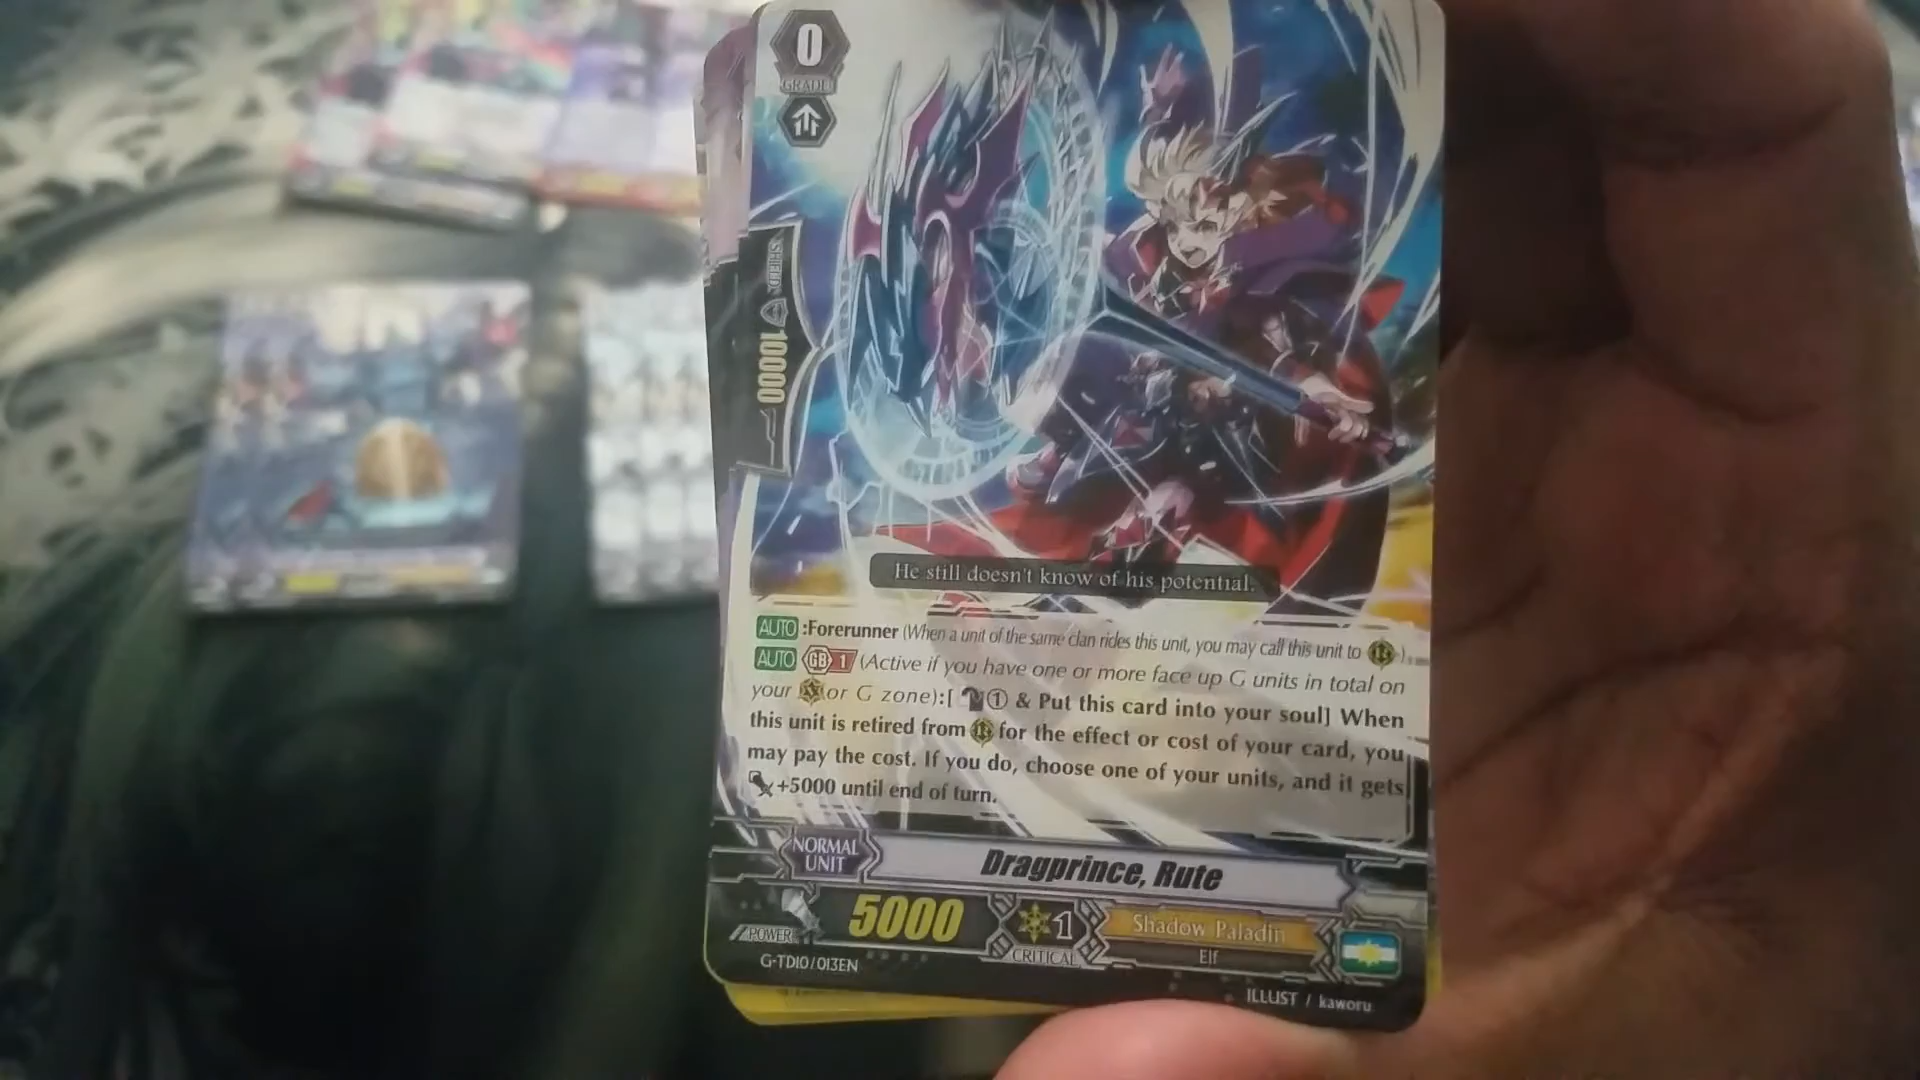 0
GRADE
SHIELD
10000
He still doesn't know of his potential.
AUTO :Forerunner (When a unit of the same clan rides this unit, you may call this unit to R)
AUTO GB 1 (Active if you have one or more face up G units in total on
your V or G zone):[ 1 & Put this card into your soul] When
this unit is retired from R for the effect or cost of your card, you
may pay the cost. If you do, choose one of your units, and it gets
+5000 until end of turn.
NORMAL
UNIT
Dragprince, Rute
POWER
5000
1
CRITICAL
Shadow Paladin
Elf
G-TD10/013EN
ILLUST / kaworu